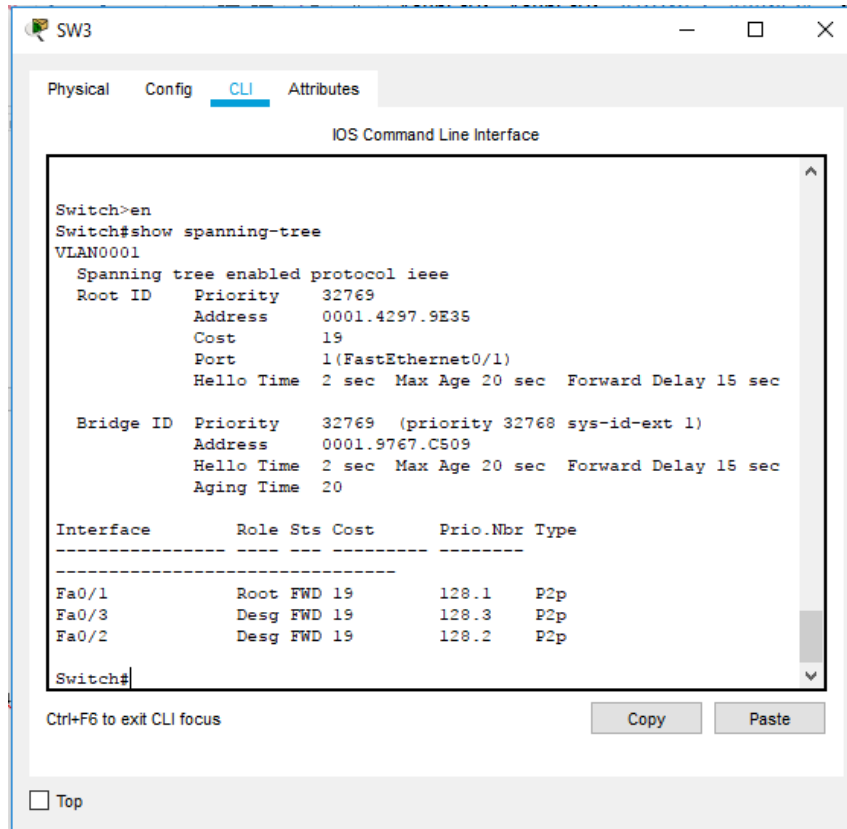 SW3
Physical Config CLI Attributes
IOS Command Line Interface
Switch>en
Switch#show spanning-tree
VLAN0001
  Spanning tree enabled protocol ieee
  Root ID    Priority    32769
             Address     0001.4297.9E35
             Cost        19
             Port        1(FastEthernet0/1)
             Hello Time  2 sec  Max Age 20 sec  Forward Delay 15 sec
  Bridge ID  Priority    32769  (priority 32768 sys-id-ext 1)
             Address     0001.9767.C509
             Hello Time  2 sec  Max Age 20 sec  Forward Delay 15 sec
             Aging Time  20
Interface        Role Sts Cost      Prio.Nbr Type
---------------- ---- --- --------- --------
--------------------------------
Fa0/1            Root FWD 19        128.1    P2p
Fa0/3            Desg FWD 19        128.3    P2p
Fa0/2            Desg FWD 19        128.2    P2p
Switch#
Ctrl+F6 to exit CLI focus
Copy Paste
Top